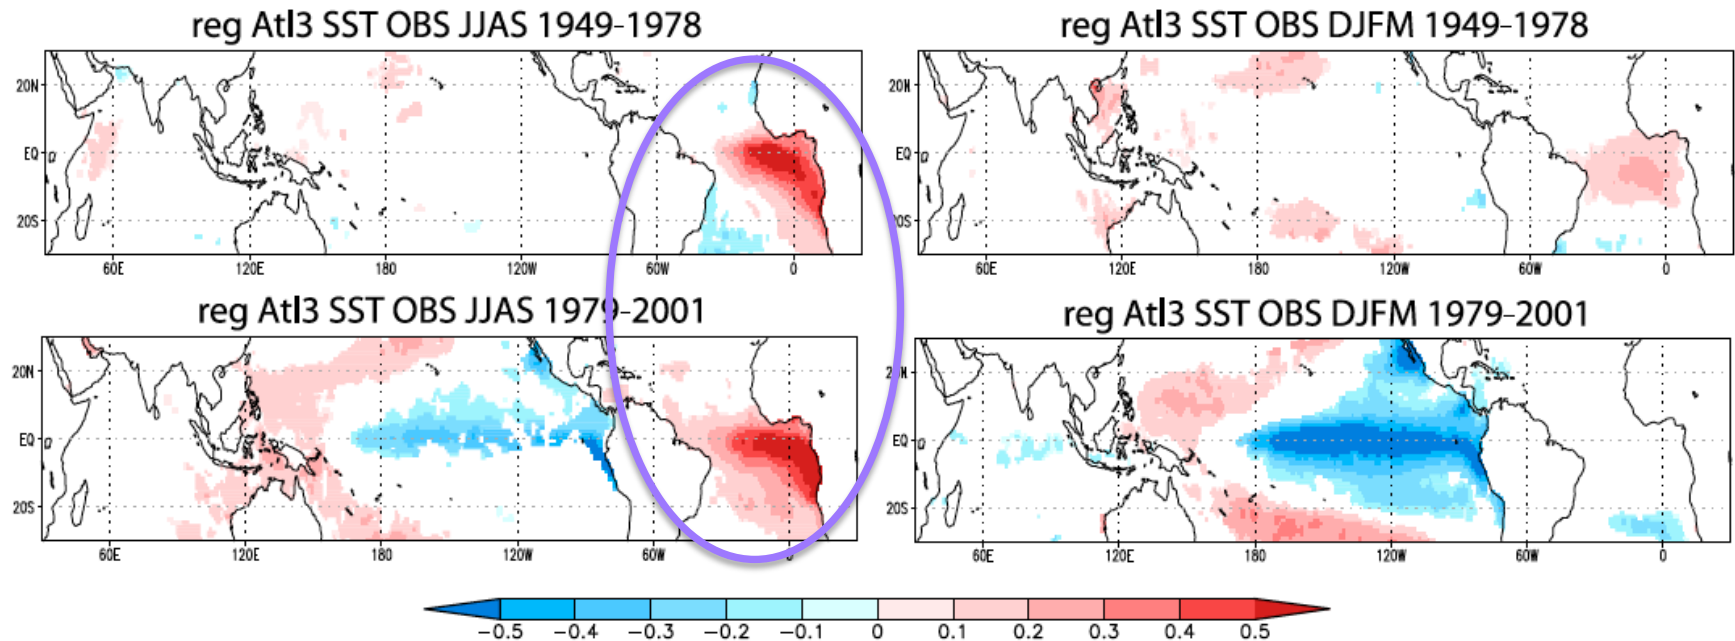 reg Atl3 SST OBS JJAS 1949-1978
reg Atl3 SST OBS DJFM 1949-1978
20N
EQ
20S
60E 120E 180 120W 60W 0
20N
EQ
20S
60E 120E 180 120W 60W 0
reg Atl3 SST OBS JJAS 1979-2001
reg Atl3 SST OBS DJFM 1979-2001
20N
EQ
20S
60E 120E 180 120W 60W 0
20N
EQ
20S
60E 120E 180 120W 60W 0
−0.5 −0.4 −0.3 −0.2 −0.1 0 0.1 0.2 0.3 0.4 0.5